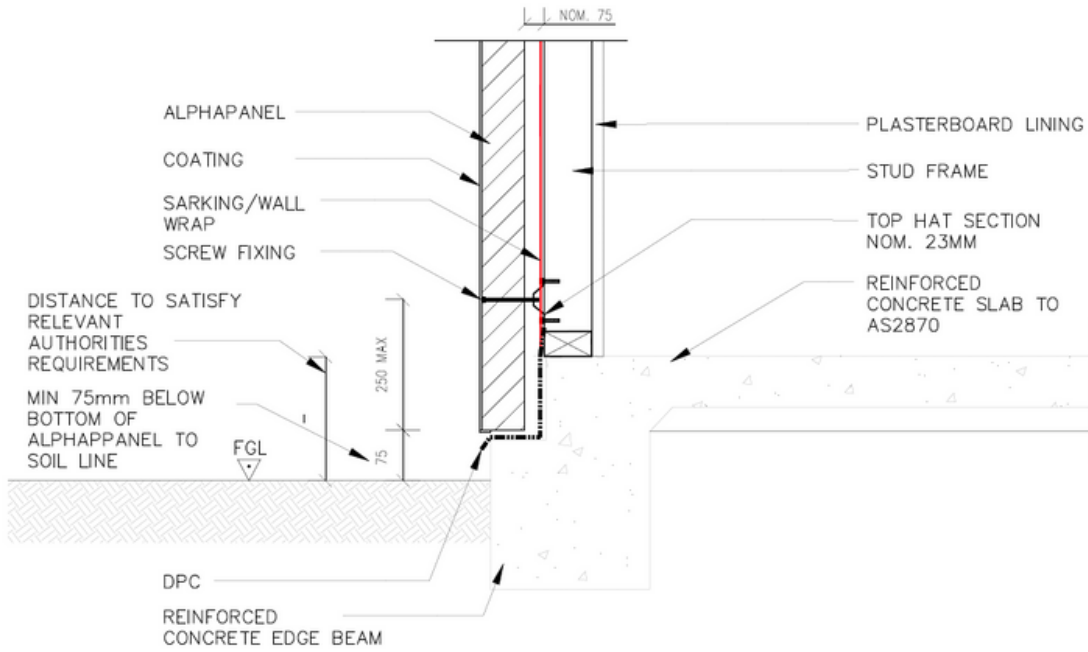 NOM. 75
ALPHAPANEL
COATING
SARKING/WALL
WRAP
SCREW FIXING
DISTANCE TO SATISFY
RELEVANT
AUTHORITIES
REQUIREMENTS
MIN 75mm BELOW
BOTTOM OF
ALPHAPPANEL TO
SOIL LINE
FGL
250 MAX
75
DPC
REINFORCED
CONCRETE EDGE BEAM
PLASTERBOARD LINING
STUD FRAME
TOP HAT SECTION
NOM. 23MM
REINFORCED
CONCRETE SLAB TO
AS2870